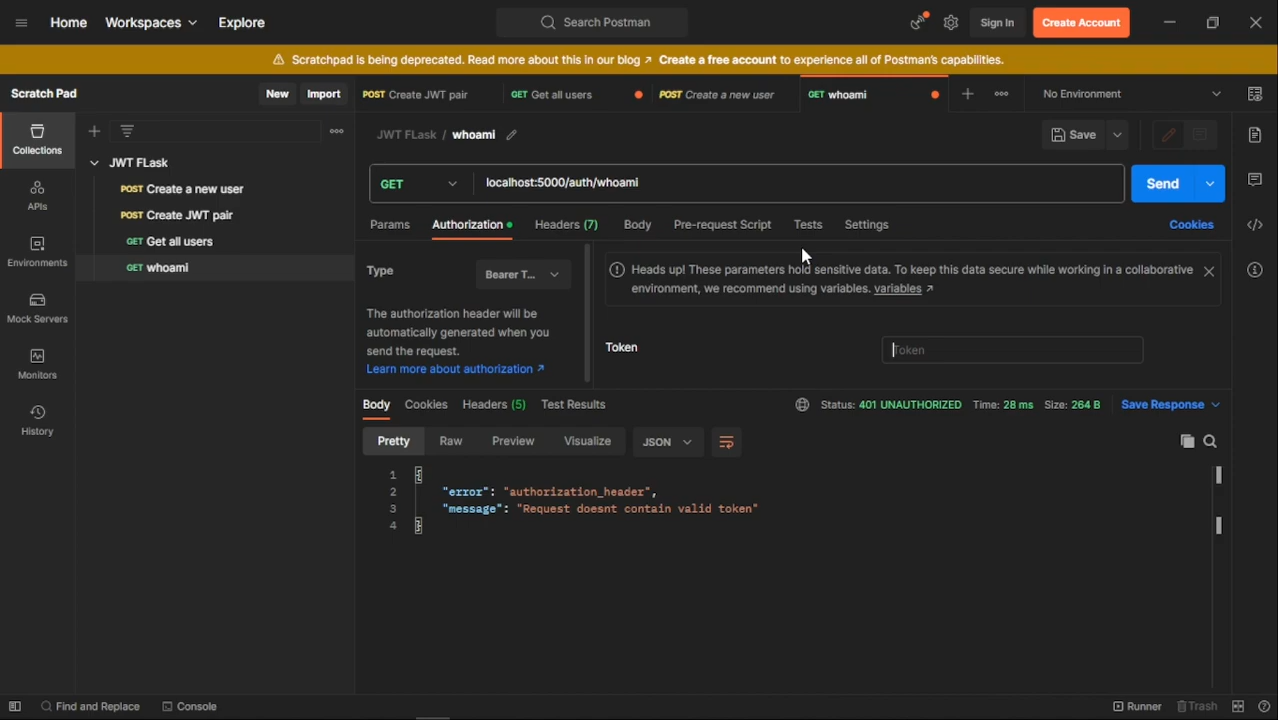 Home Workspaces Explore Search Postman Sign In Create Account
Scratchpad is being deprecated. Read more about this in our blog ↗ Create a free account to experience all of Postman's capabilities.
Scratch Pad New Import POST Create JWT pair GET Get all users POST Create a new user GET whoami No Environment
Collections
JWT FLask / whoami Save
JWT FLask
POST Create a new user
POST Create JWT pair
GET Get all users
GET whoami
APIs
Environments
Mock Servers
Monitors
History
GET localhost:5000/auth/whoami Send
Params Authorization Headers (7) Body Pre-request Script Tests Settings Cookies
Type Bearer T...
The authorization header will be
automatically generated when you
send the request.
Learn more about authorization ↗
Heads up! These parameters hold sensitive data. To keep this data secure while working in a collaborative
environment, we recommend using variables. variables ↗
Token Token
Body Cookies Headers (5) Test Results Status: 401 UNAUTHORIZED Time: 28 ms Size: 264 B Save Response
Pretty Raw Preview Visualize JSON
1 {
2 "error": "authorization_header",
3 "message": "Request doesnt contain valid token"
4 }
Find and Replace Console Runner Trash